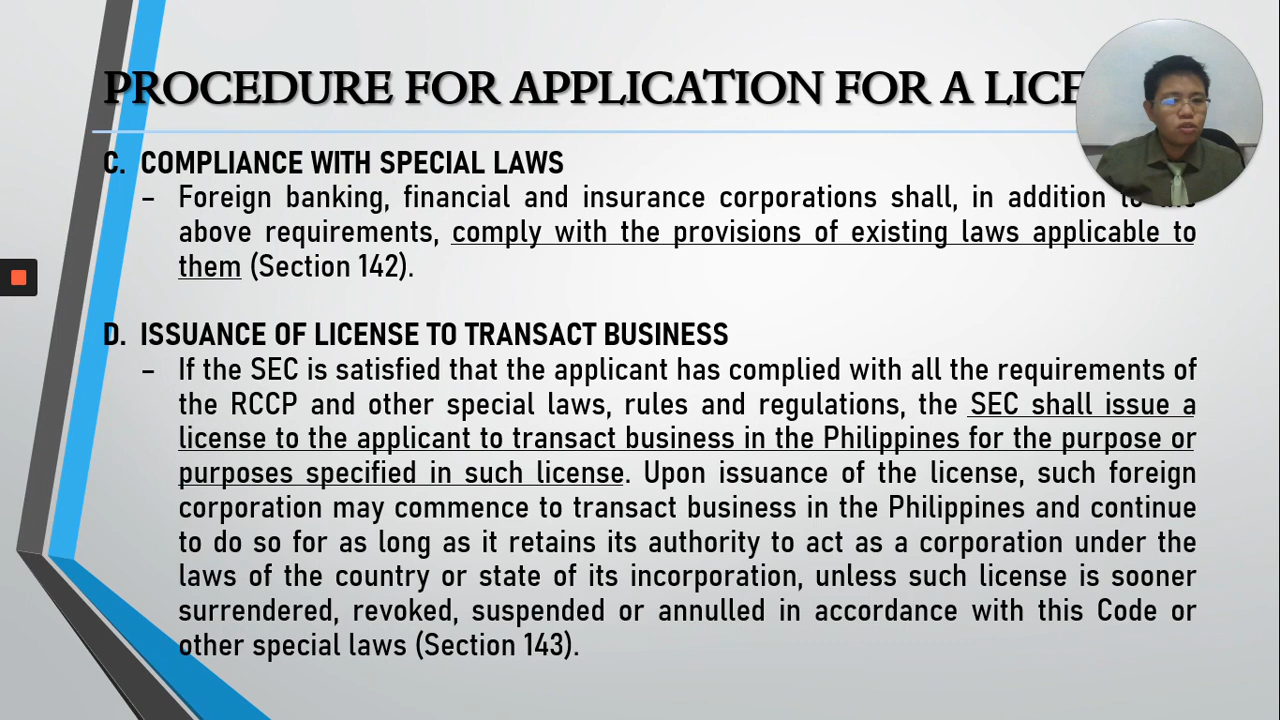 PROCEDURE FOR APPLICATION FOR A
C. COMPLIANCE WITH SPECIAL LAWS
– Foreign banking, financial and insurance corporations shall, in addition
above requirements, comply with the provisions of existing laws applicable to
them (Section 142).
D. ISSUANCE OF LICENSE TO TRANSACT BUSINESS
– If the SEC is satisfied that the applicant has complied with all the requirements of
the RCCP and other special laws, rules and regulations, the SEC shall issue a
license to the applicant to transact business in the Philippines for the purpose or
purposes specified in such license. Upon issuance of the license, such foreign
corporation may commence to transact business in the Philippines and continue
to do so for as long as it retains its authority to act as a corporation under the
laws of the country or state of its incorporation, unless such license is sooner
surrendered, revoked, suspended or annulled in accordance with this Code or
other special laws (Section 143).